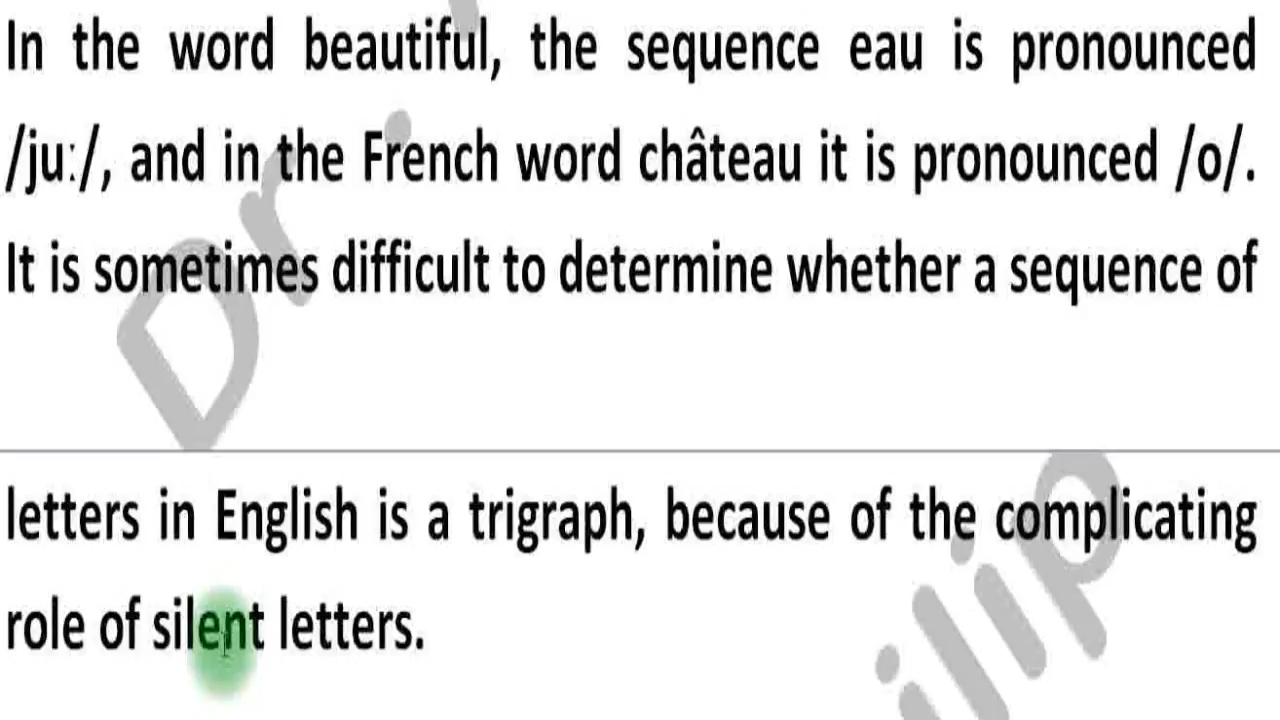 In the word beautiful, the sequence eau is pronounced
/juː/, and in the French word château it is pronounced /o/.
It is sometimes difficult to determine whether a sequence of
letters in English is a trigraph, because of the complicating
role of silent letters.
Dr
ilip